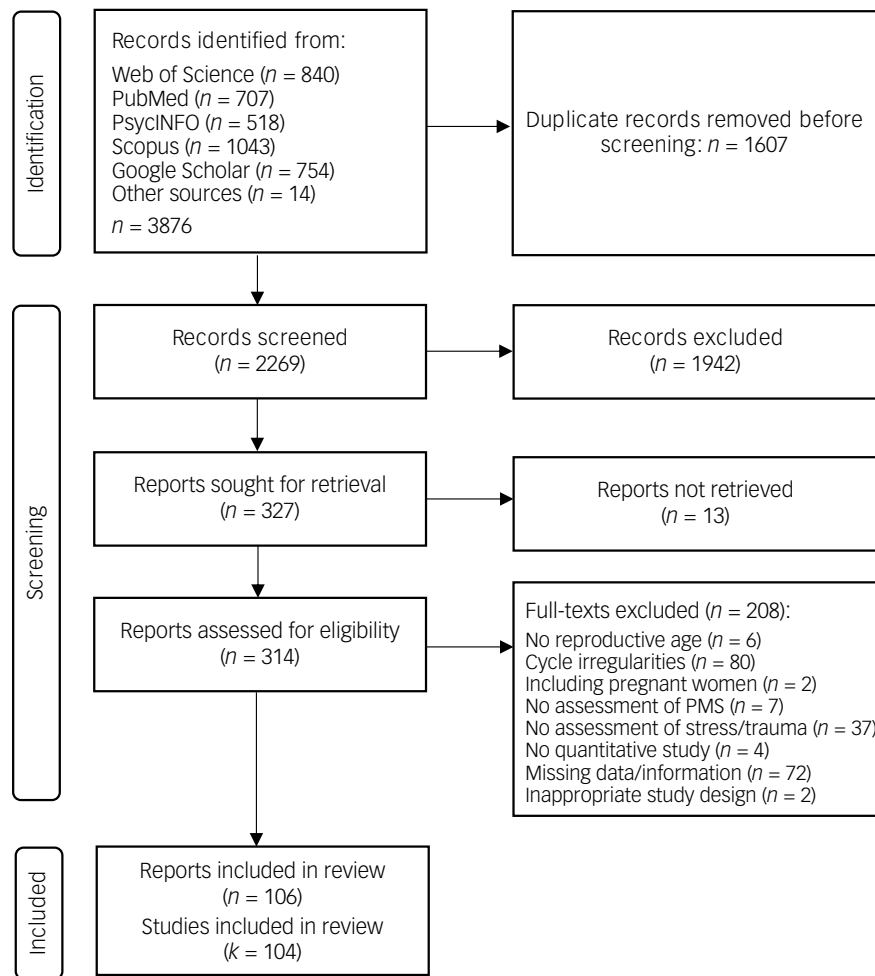 Identification
Records identified from:
Web of Science (n = 840)
PubMed (n = 707)
PsycINFO (n = 518)
Scopus (n = 1043)
Google Scholar (n = 754)
Other sources (n = 14)
n = 3876
Duplicate records removed before
screening: n = 1607
Screening
Records screened
(n = 2269)
Records excluded
(n = 1942)
Reports sought for retrieval
(n = 327)
Reports not retrieved
(n = 13)
Reports assessed for eligibility
(n = 314)
Full-texts excluded (n = 208):
No reproductive age (n = 6)
Cycle irregularities (n = 80)
Including pregnant women (n = 2)
No assessment of PMS (n = 7)
No assessment of stress/trauma (n = 37)
No quantitative study (n = 4)
Missing data/information (n = 72)
Inappropriate study design (n = 2)
Included
Reports included in review
(n = 106)
Studies included in review
(k = 104)